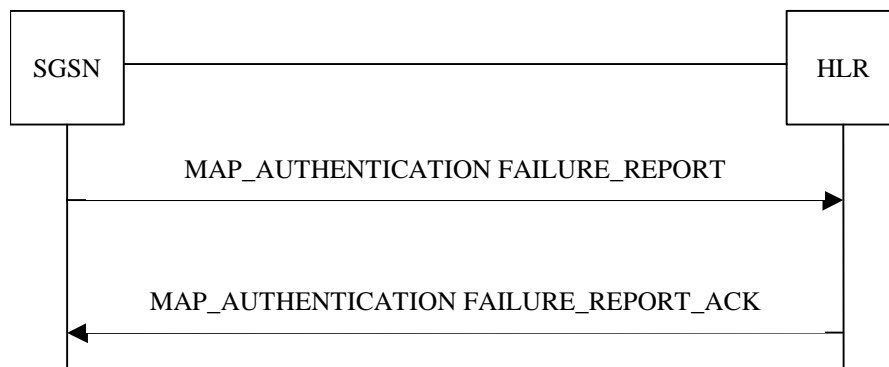 SGSN
HLR
MAP_AUTHENTICATION FAILURE_REPORT
MAP_AUTHENTICATION FAILURE_REPORT_ACK